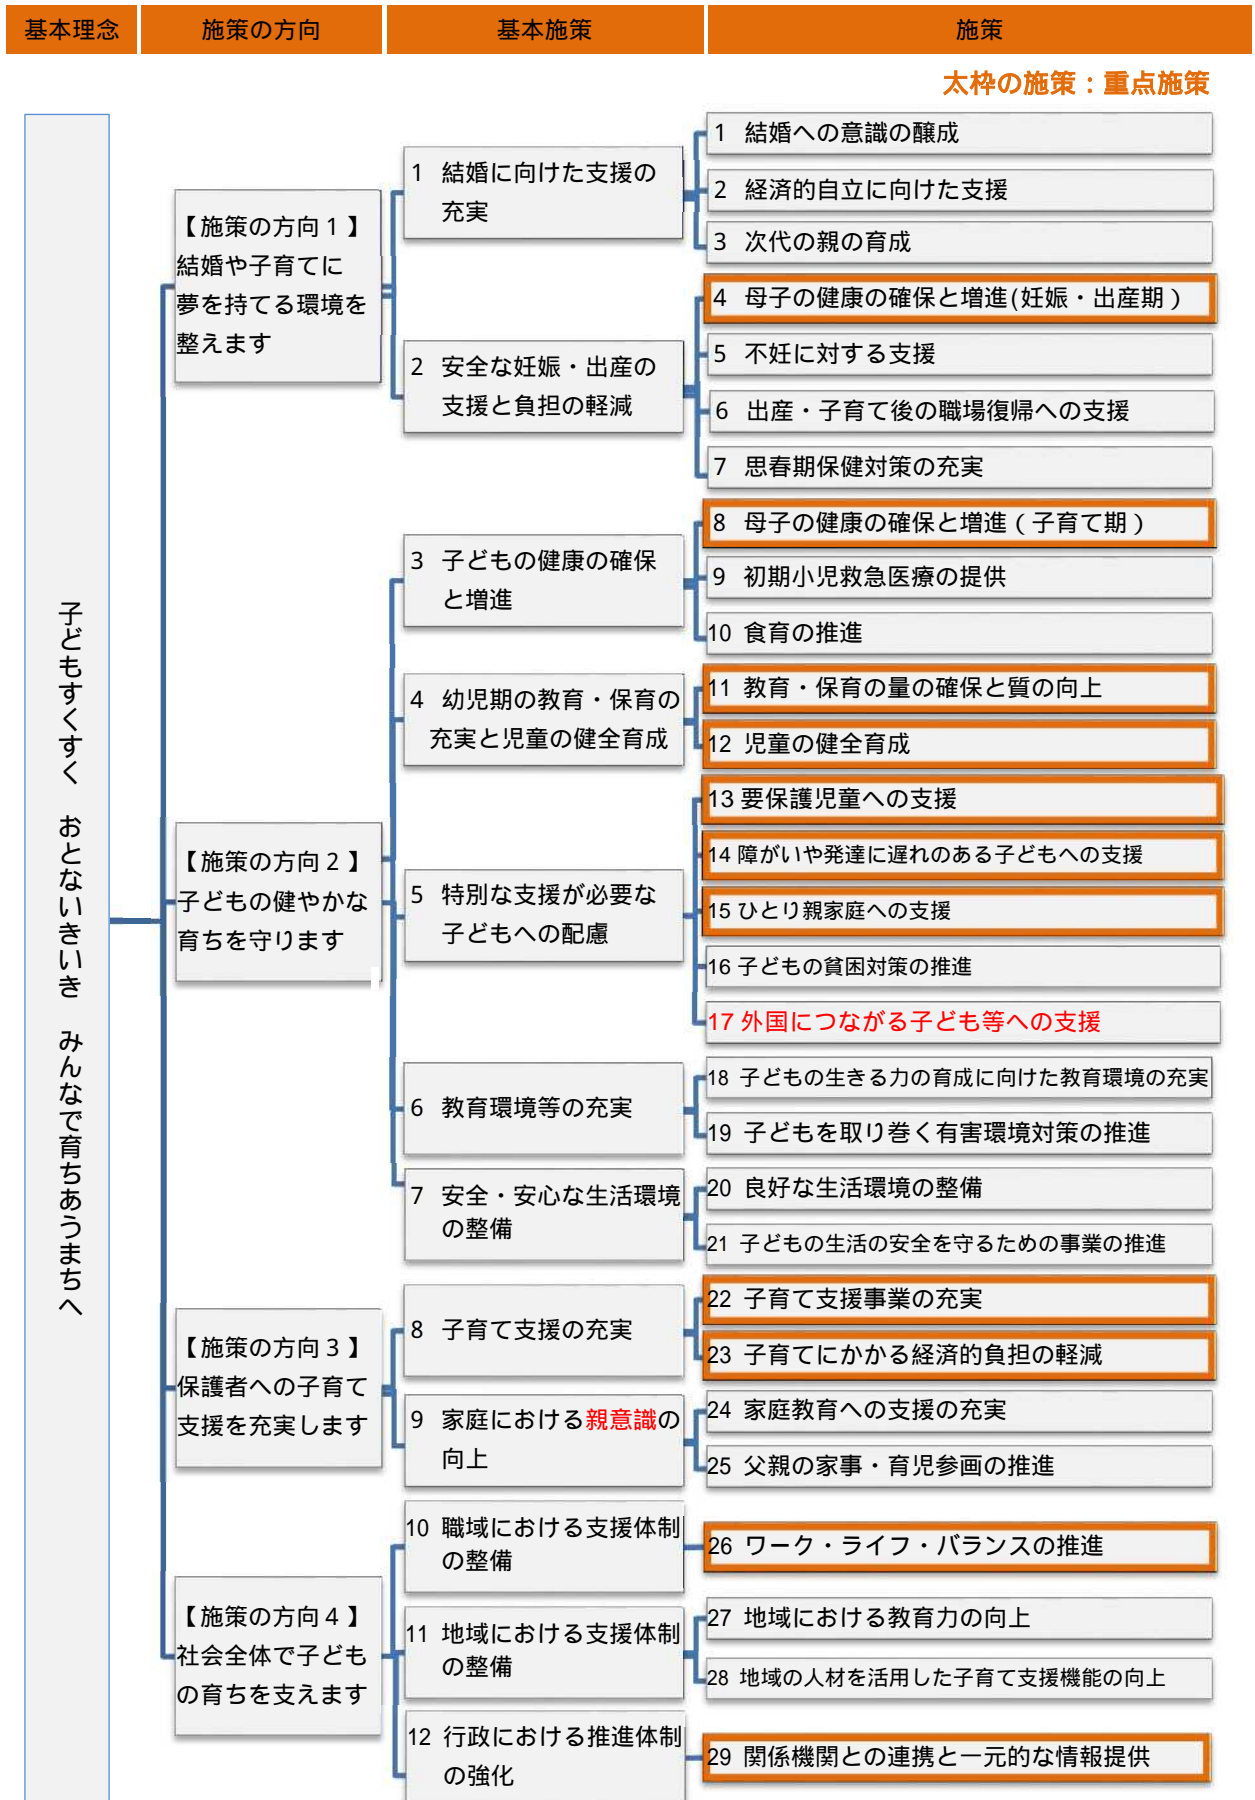 基本理念
施策の方向
基本施策
施策
太枠の施策：重点施策
子どもすくすく　おとないきいき　みんなで育ちあうまちへ
【施策の方向１】
結婚や子育てに
夢を持てる環境を
整えます
1 結婚に向けた支援の
充実
1 結婚への意識の醸成
2 経済的自立に向けた支援
3 次代の親の育成
2 安全な妊娠・出産の
支援と負担の軽減
4 母子の健康の確保と増進(妊娠・出産期）
5 不妊に対する支援
6 出産・子育て後の職場復帰への支援
7 思春期保健対策の充実
【施策の方向２】
子どもの健やかな
育ちを守ります
3 子どもの健康の確保
と増進
8 母子の健康の確保と増進（子育て期）
9 初期小児救急医療の提供
10 食育の推進
4 幼児期の教育・保育の
充実と児童の健全育成
11 教育・保育の量の確保と質の向上
12 児童の健全育成
5 特別な支援が必要な
子どもへの配慮
13 要保護児童への支援
14 障がいや発達に遅れのある子どもへの支援
15 ひとり親家庭への支援
16 子どもの貧困対策の推進
17 外国につながる子ども等への支援
6 教育環境等の充実
18 子どもの生きる力の育成に向けた教育環境の充実
19 子どもを取り巻く有害環境対策の推進
7 安全・安心な生活環境
の整備
20 良好な生活環境の整備
21 子どもの生活の安全を守るための事業の推進
【施策の方向３】
保護者への子育て
支援を充実します
8 子育て支援の充実
22 子育て支援事業の充実
23 子育てにかかる経済的負担の軽減
9 家庭における親意識の
向上
24 家庭教育への支援の充実
25 父親の家事・育児参画の推進
【施策の方向４】
社会全体で子ども
の育ちを支えます
10 職域における支援体制
の整備
26 ワーク・ライフ・バランスの推進
11 地域における支援体制
の整備
27 地域における教育力の向上
28 地域の人材を活用した子育て支援機能の向上
12 行政における推進体制
の強化
29 関係機関との連携と一元的な情報提供